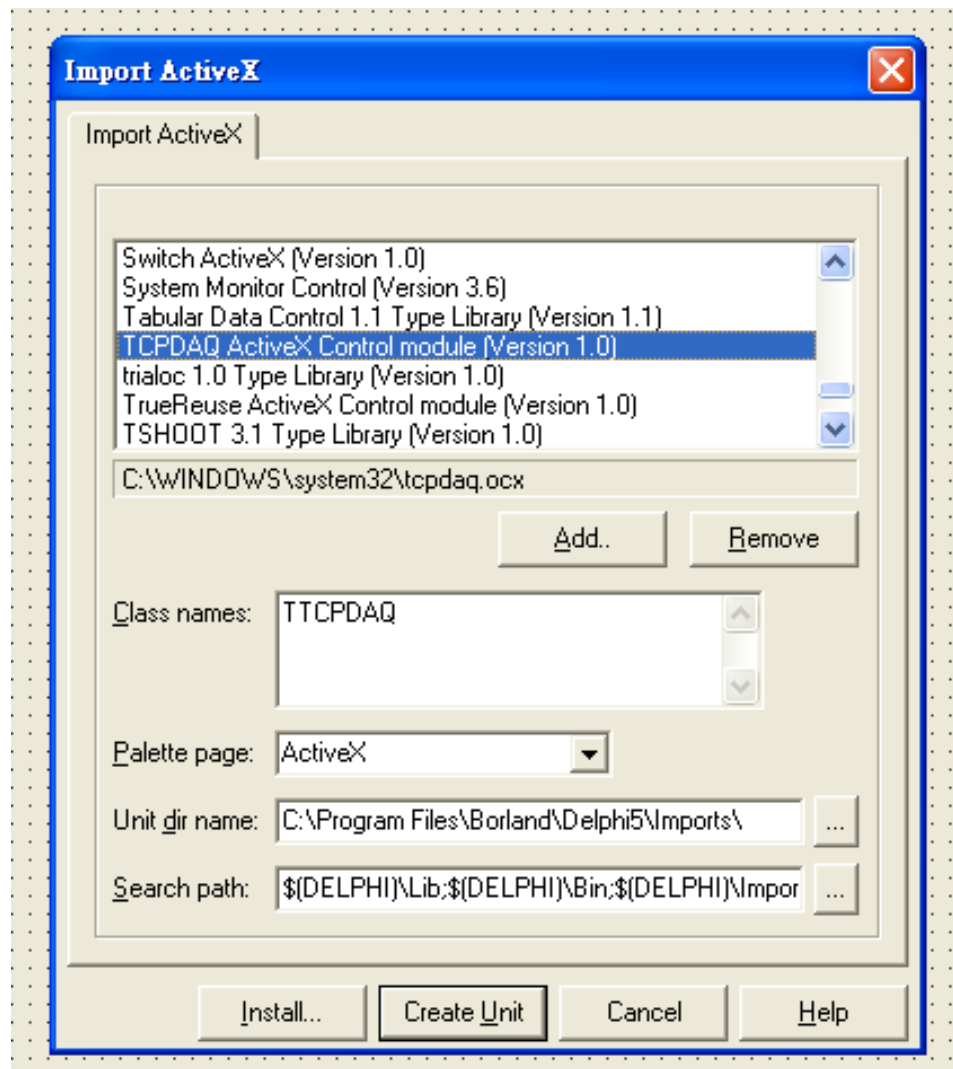 Import ActiveX
Import ActiveX
Switch ActiveX (Version 1.0)
System Monitor Control (Version 3.6)
Tabular Data Control 1.1 Type Library (Version 1.1)
TCPDAQ ActiveX Control module (Version 1.0)
trialoc 1.0 Type Library (Version 1.0)
TrueReuse ActiveX Control module (Version 1.0)
TSHOOT 3.1 Type Library (Version 1.0)
C:\WINDOWS\system32\tcpdaq.ocx
Add.. Remove
Class names: TTCPDAQ
Palette page: ActiveX
Unit dir name: C:\Program Files\Borland\Delphi5\Imports\ ...
Search path: $(DELPHI)\Lib;$(DELPHI)\Bin;$(DELPHI)\Impor ...
Install... Create Unit Cancel Help